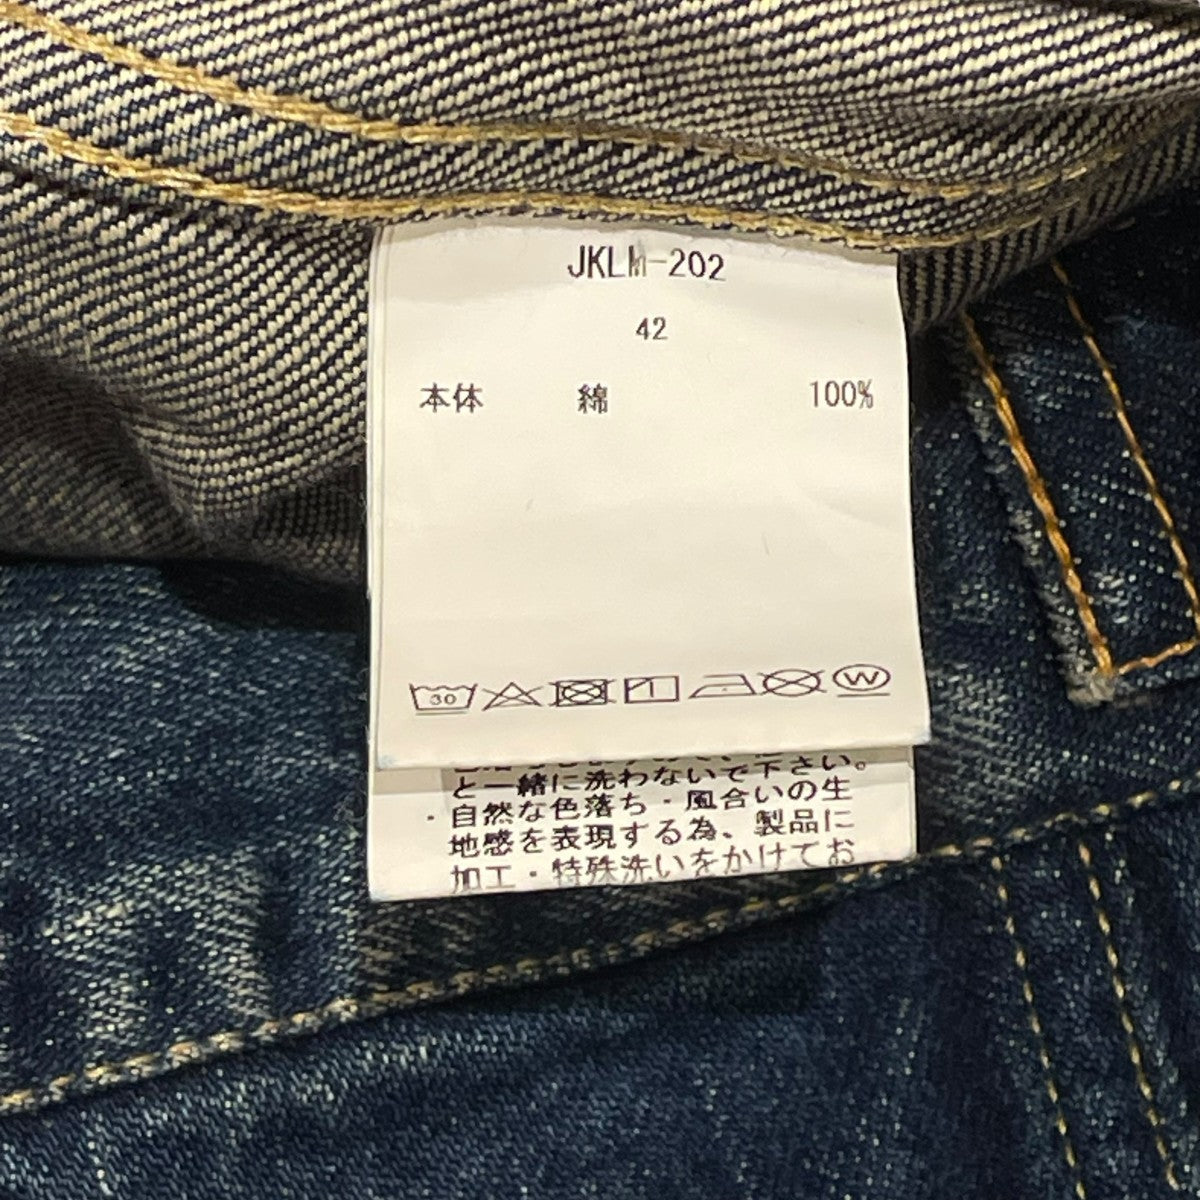 JKLM-202
42
本体 綿 100%
30
W
と一緒に洗わないで下さい。
・自然な色落ち・風合いの生
地感を表現する為、製品に
加工・特殊洗いをかけてお